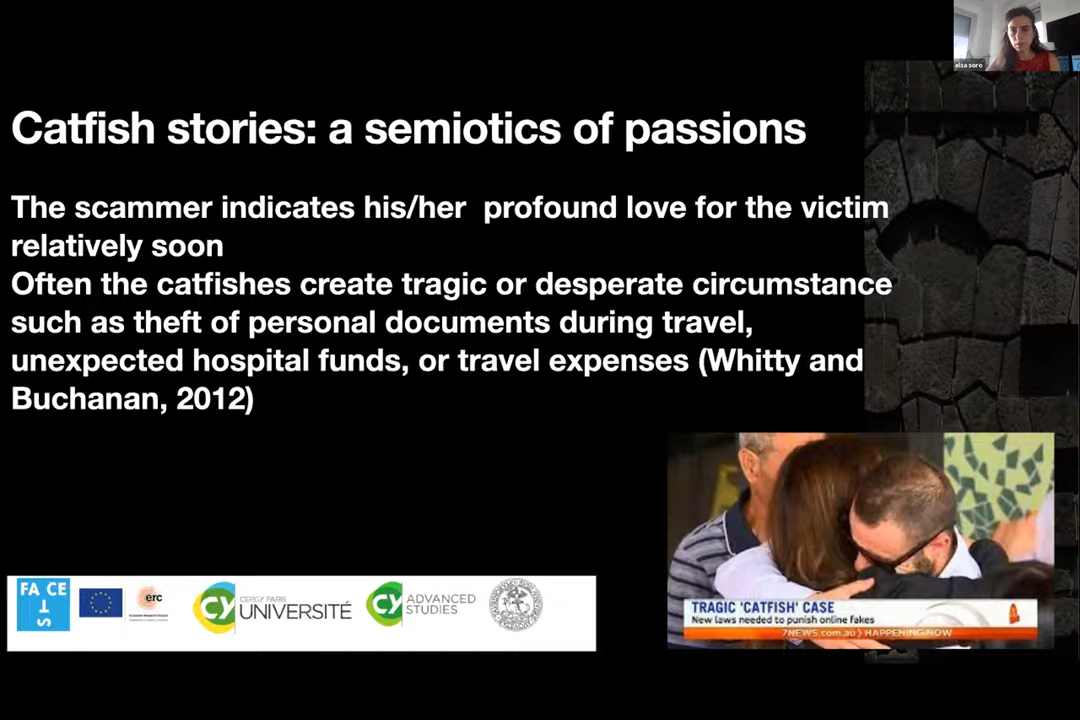 elsa soro
Catfish stories: a semiotics of passions
The scammer indicates his/her profound love for the victim
relatively soon
Often the catfishes create tragic or desperate circumstance
such as theft of personal documents during travel,
unexpected hospital funds, or travel expenses (Whitty and
Buchanan, 2012)
TRAGIC 'CATFISH' CASE
New laws needed to punish online fakes
7NEWS.com.au HAPPENING NOW
FA CE
T
S
erc
CY
CERGY PARIS
UNIVERSITÉ
CY
ADVANCED
STUDIES